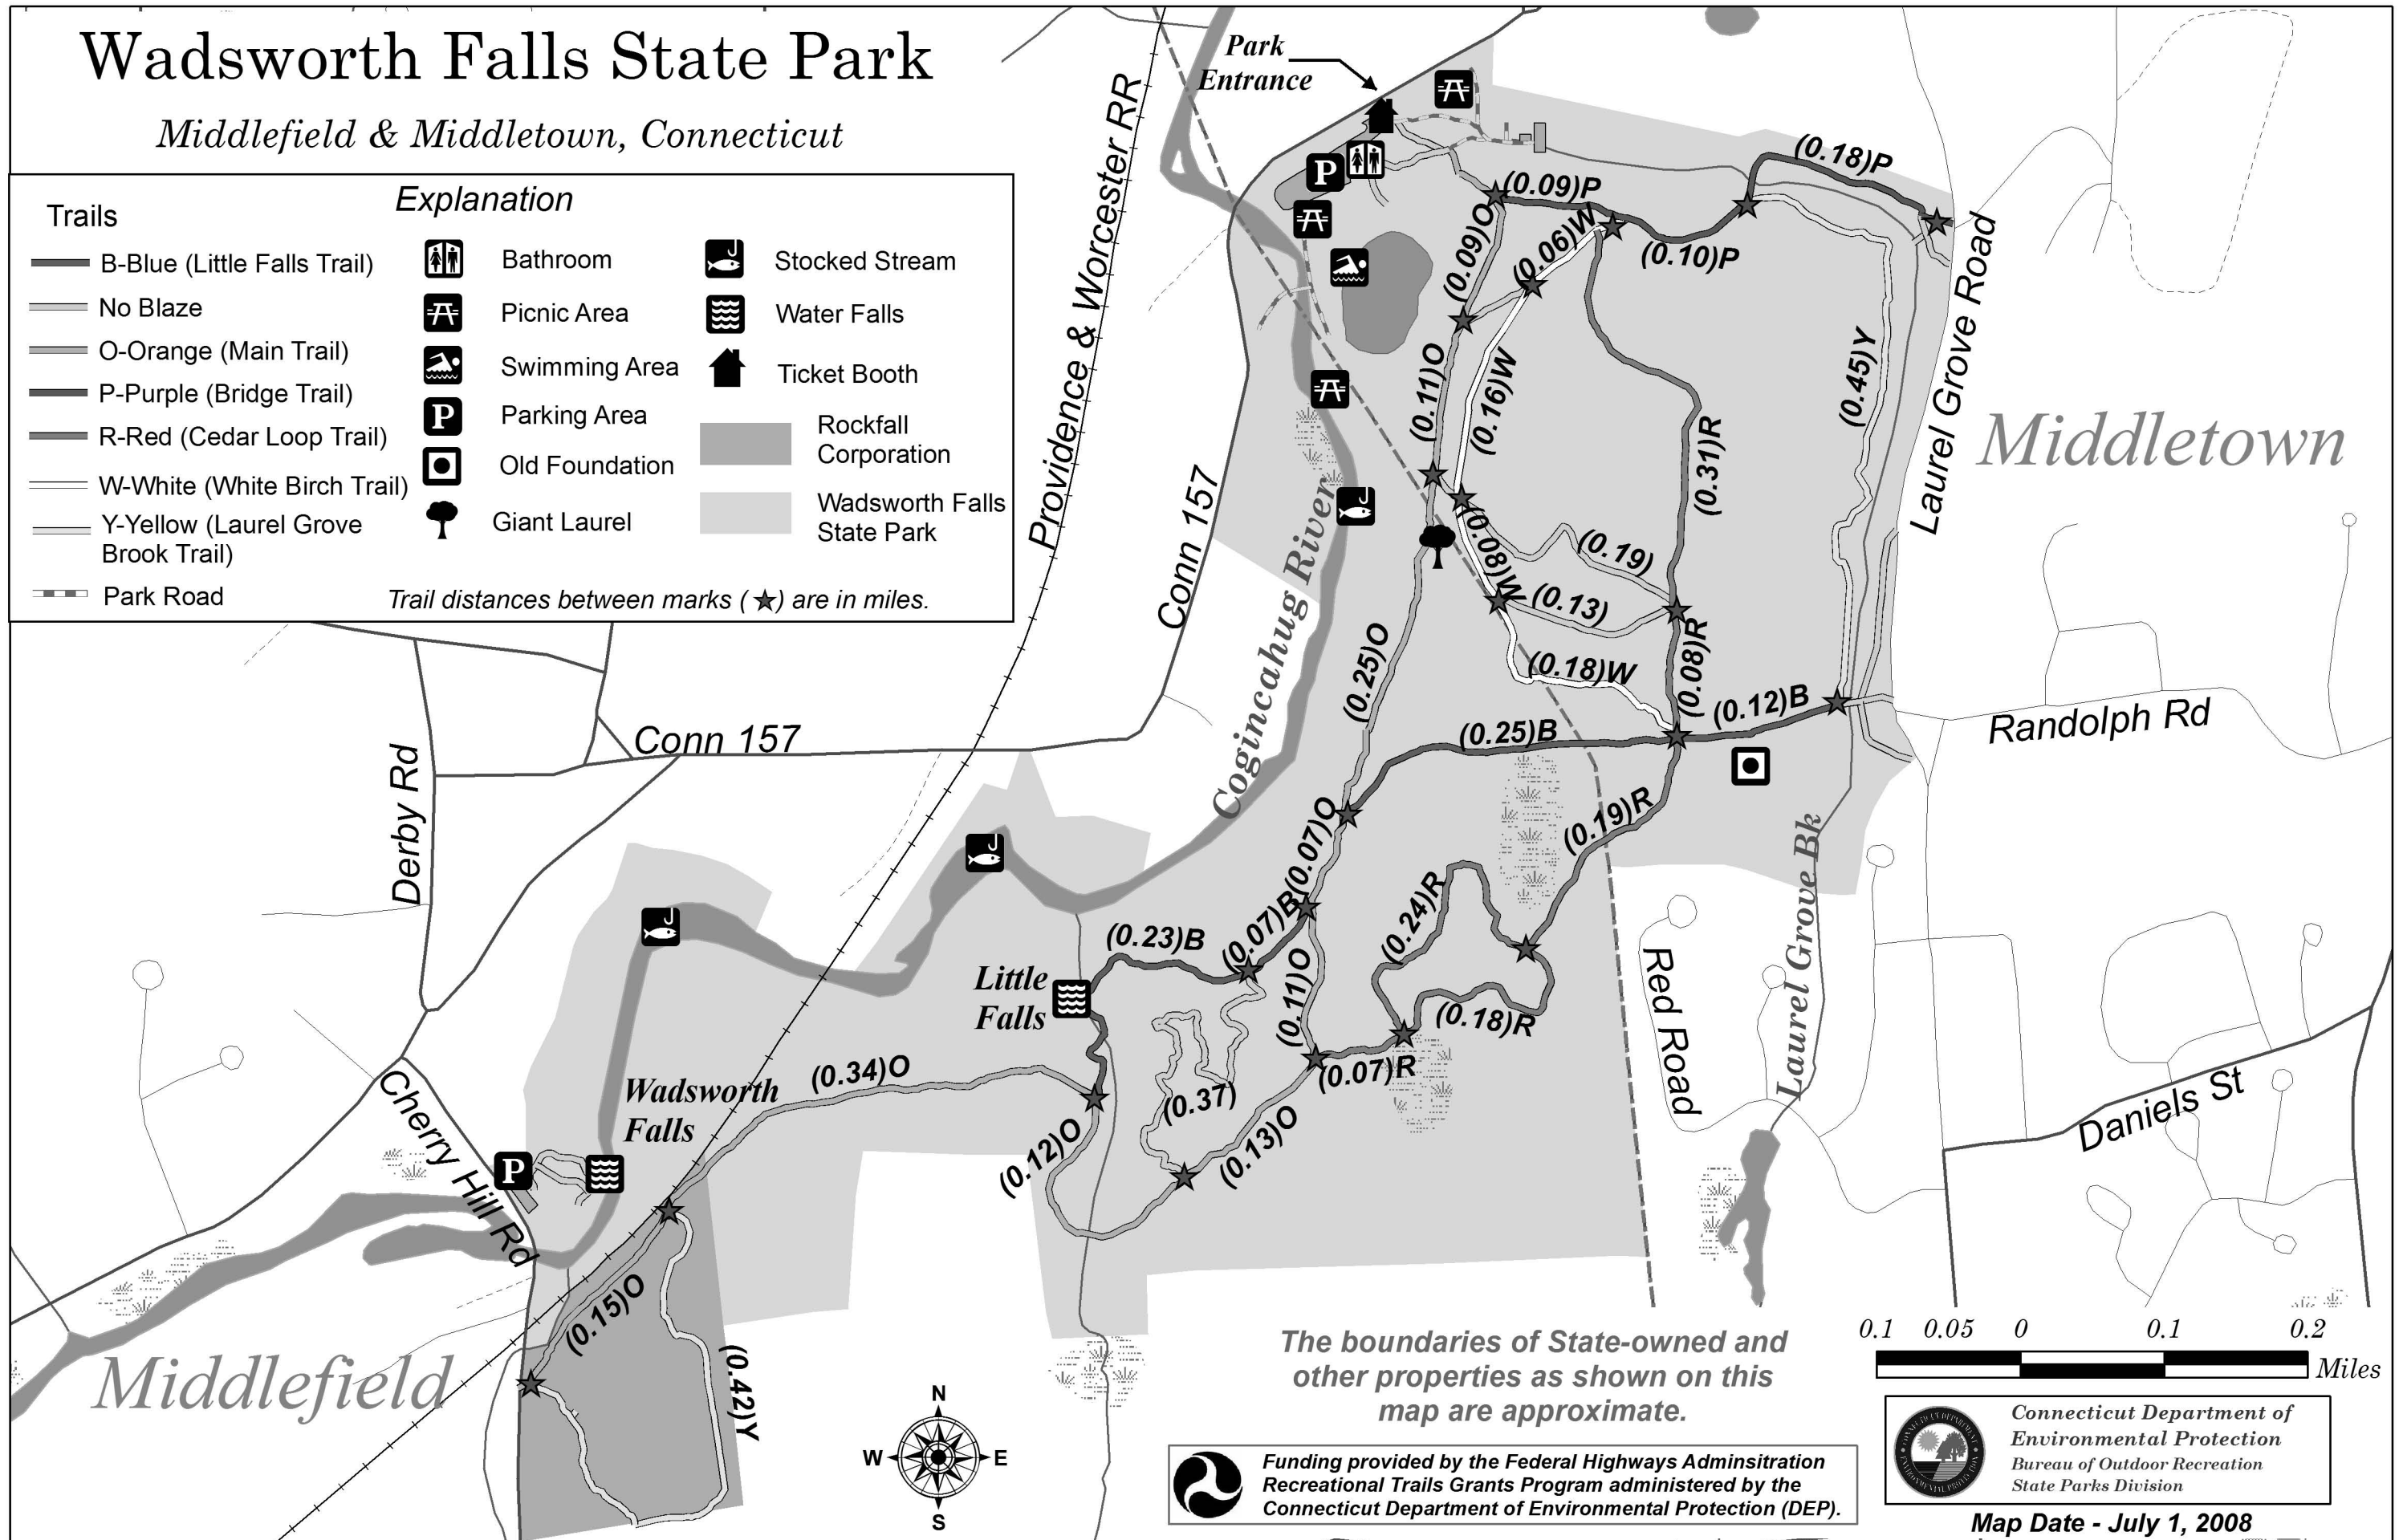 Wadsworth Falls State Park
Middlefield & Middletown, Connecticut
Explanation
Trails
B-Blue (Little Falls Trail)
No Blaze
O-Orange (Main Trail)
P-Purple (Bridge Trail)
R-Red (Cedar Loop Trail)
W-White (White Birch Trail)
Y-Yellow (Laurel Grove
Brook Trail)
Park Road
Bathroom
Picnic Area
Swimming Area
P Parking Area
Old Foundation
Giant Laurel
Stocked Stream
Water Falls
Ticket Booth
Rockfall
Corporation
Wadsworth Falls
State Park
Trail distances between marks (★) are in miles.
Park
Entrance
Providence & Worcester RR
P
(0.18)P
(0.09)P
(0.09)O
(0.06)W
(0.10)P
Laurel Grove Road
(0.11)O
(0.16)W
(0.45)Y
Middletown
(0.31)R
Conn 157
Cogincahug River
(0.08)W
(0.19)
(0.13)
(0.25)O
(0.18)W
(0.08)R
(0.12)B
Randolph Rd
(0.25)B
Conn 157
Derby Rd
(0.07)O
(0.19)R
Laurel Grove Bk
(0.23)B
(0.07)B
(0.24)R
Little
Falls
(0.11)O
(0.18)R
Red Road
(0.34)O
(0.07)R
Wadsworth
Falls
(0.37)
(0.12)O
(0.13)O
Cherry Hill Rd
P
Daniels St
(0.15)O
(0.42)Y
Middlefield
N
W
E
S
The boundaries of State-owned and
other properties as shown on this
map are approximate.
0.1 0.05 0 0.1 0.2
Miles
Funding provided by the Federal Highways Adminsitration
Recreational Trails Grants Program administered by the
Connecticut Department of Environmental Protection (DEP).
Connecticut Department of
Environmental Protection
Bureau of Outdoor Recreation
State Parks Division
Map Date - July 1, 2008